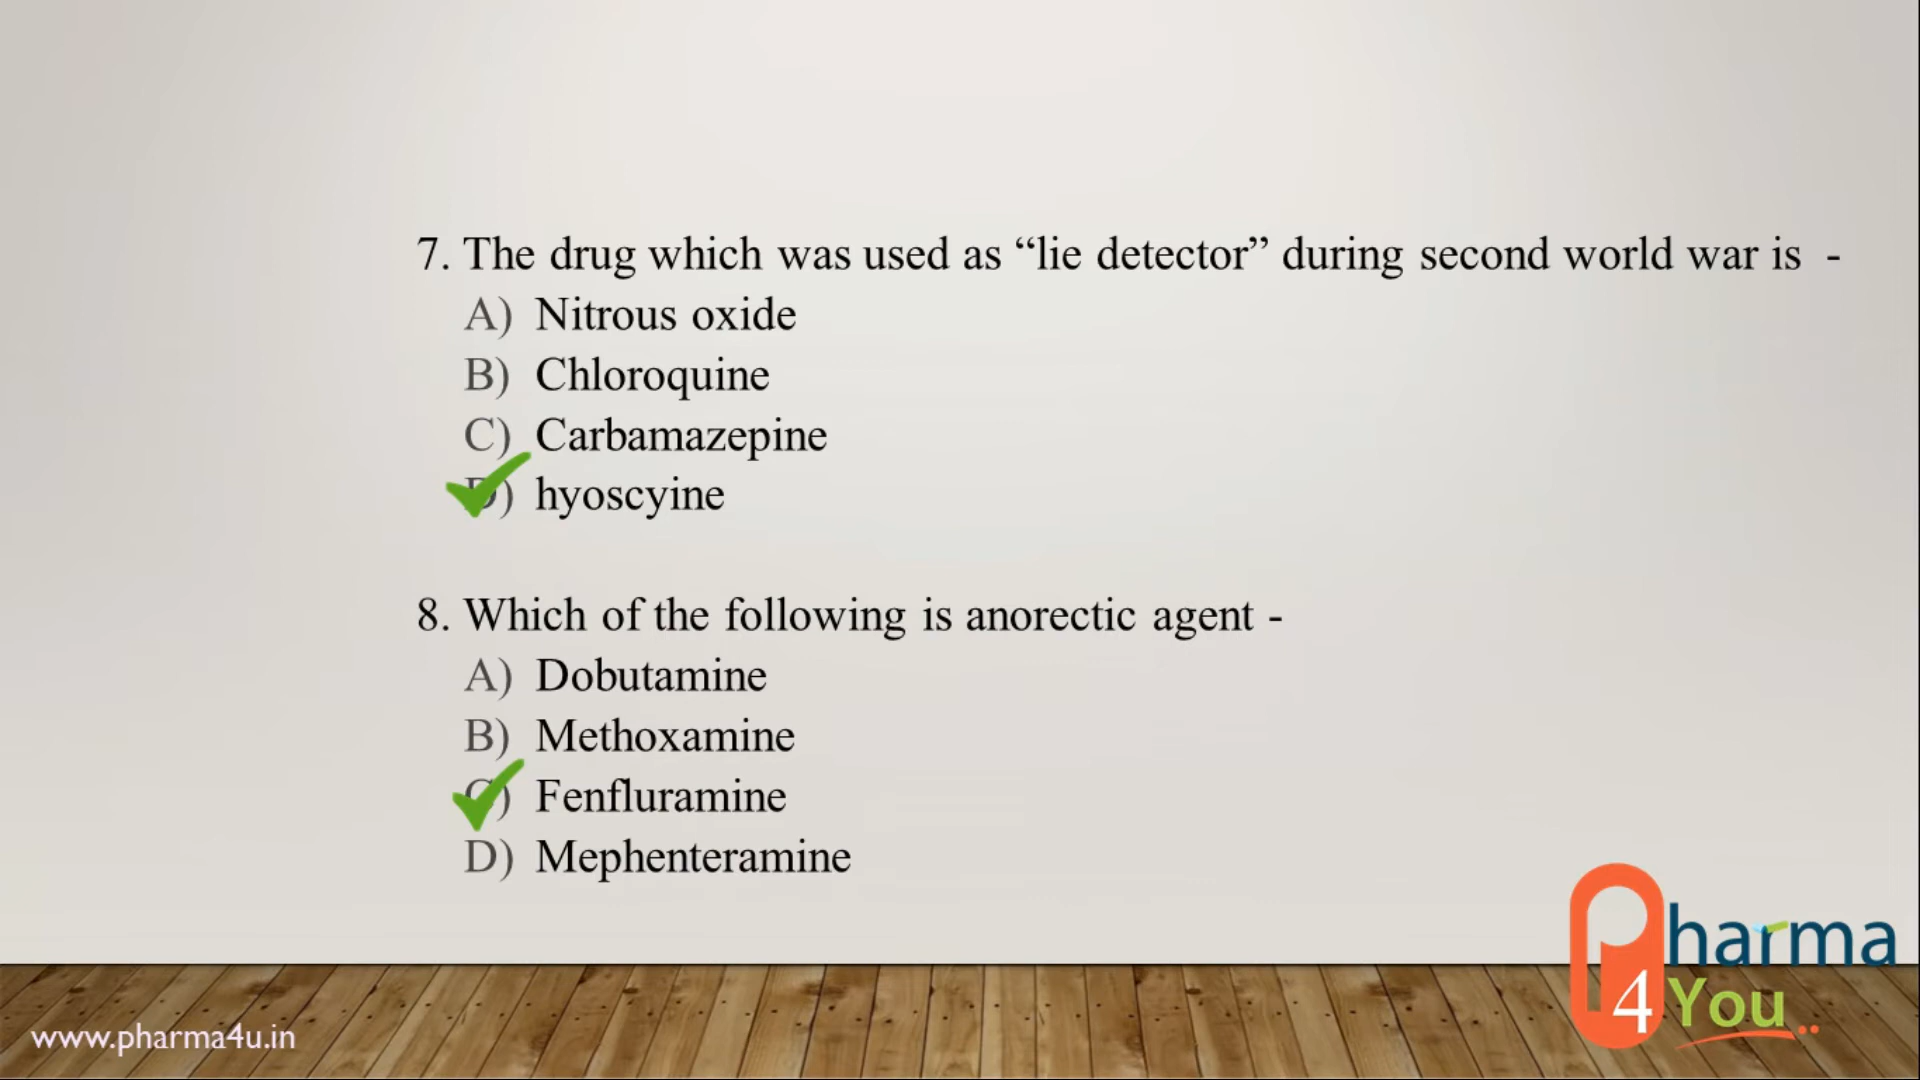 7. The drug which was used as “lie detector” during second world war is -
A) Nitrous oxide
B) Chloroquine
C) Carbamazepine
D) hyoscyine
8. Which of the following is anorectic agent -
A) Dobutamine
B) Methoxamine
C) Fenfluramine
D) Mephenteramine
Pharma
4 You
www.pharma4u.in